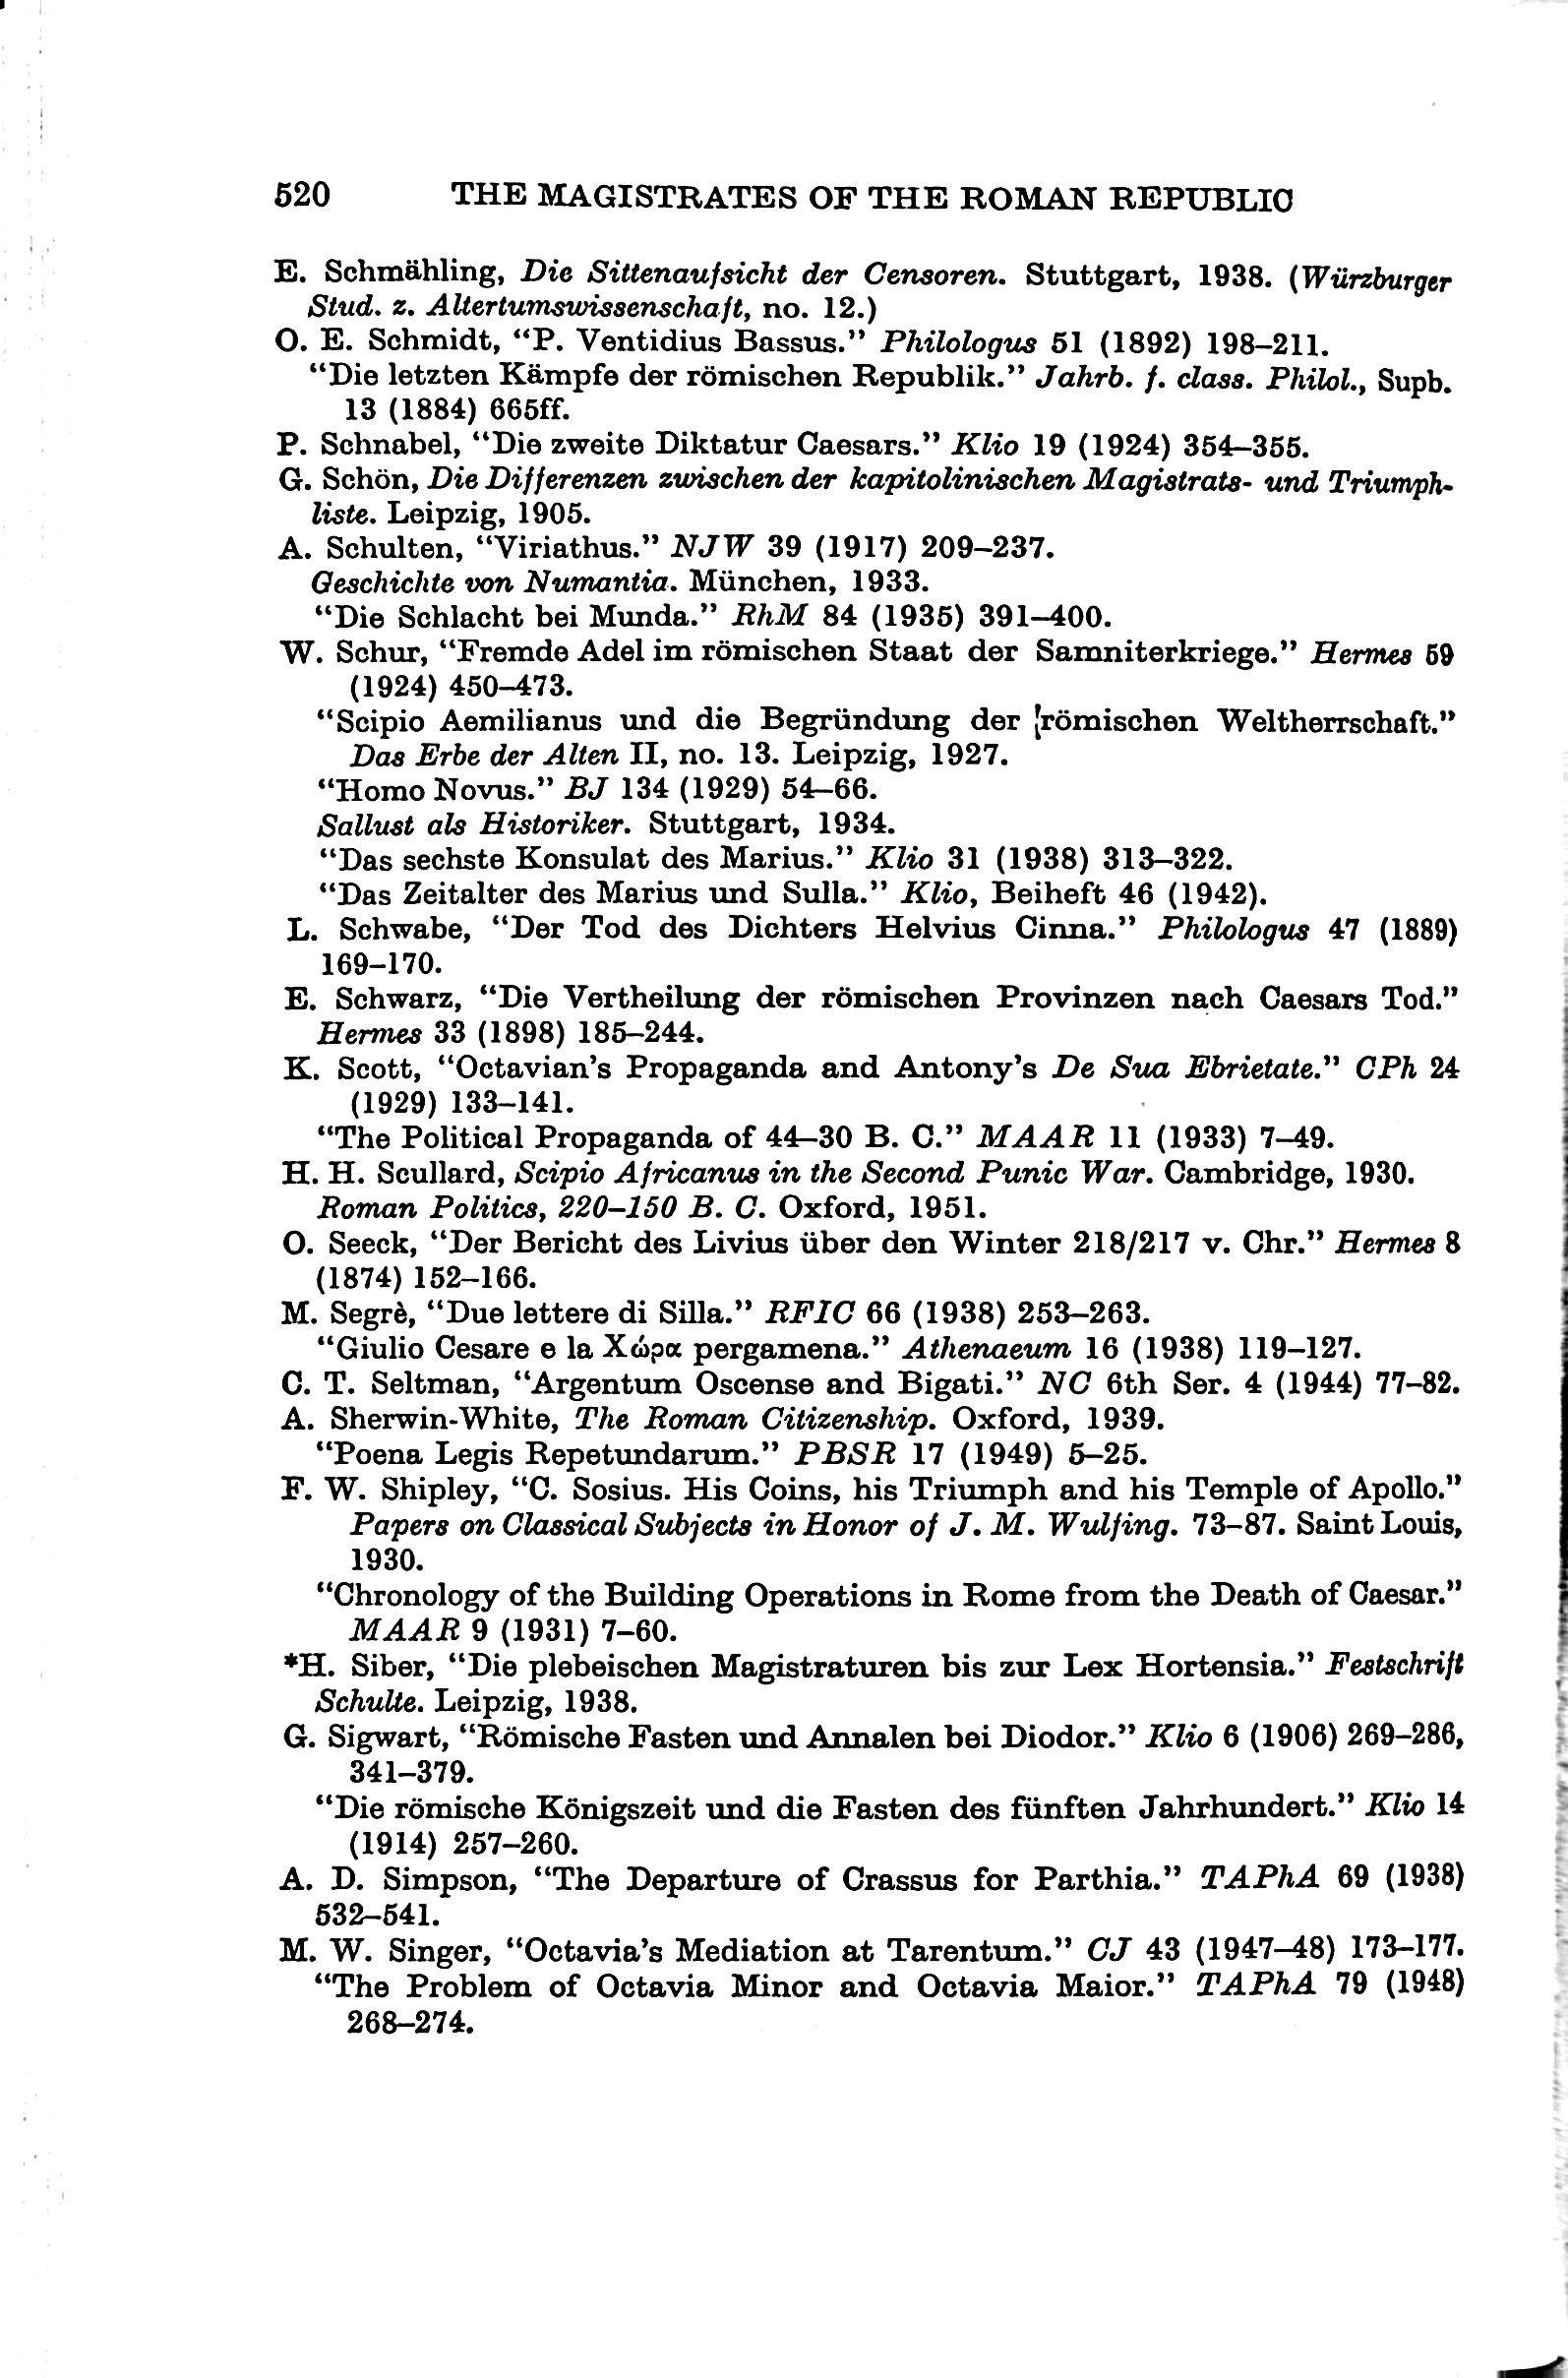 520 THE MAGISTRATES OF THE ROMAN REPUBLIC
E. Schmähling, Die Sittenaufsicht der Censoren. Stuttgart, 1938. (Würzburger
Stud. z. Altertumswissenschaft, no. 12.)
O. E. Schmidt, “P. Ventidius Bassus.” Philologus 51 (1892) 198–211.
“Die letzten Kämpfe der römischen Republik.” Jahrb. f. class. Philol., Supb.
13 (1884) 665ff.
P. Schnabel, “Die zweite Diktatur Caesars.” Klio 19 (1924) 354–355.
G. Schön, Die Differenzen zwischen der kapitolinischen Magistrats- und Triumph-
liste. Leipzig, 1905.
A. Schulten, “Viriathus.” NJW 39 (1917) 209–237.
Geschichte von Numantia. München, 1933.
“Die Schlacht bei Munda.” RhM 84 (1935) 391–400.
W. Schur, “Fremde Adel im römischen Staat der Samniterkriege.” Hermes 59
(1924) 450–473.
“Scipio Aemilianus und die Begründung der römischen Weltherrschaft.”
Das Erbe der Alten II, no. 13. Leipzig, 1927.
“Homo Novus.” BJ 134 (1929) 54–66.
Sallust als Historiker. Stuttgart, 1934.
“Das sechste Konsulat des Marius.” Klio 31 (1938) 313–322.
“Das Zeitalter des Marius und Sulla.” Klio, Beiheft 46 (1942).
L. Schwabe, “Der Tod des Dichters Helvius Cinna.” Philologus 47 (1889)
169–170.
E. Schwarz, “Die Vertheilung der römischen Provinzen nach Caesars Tod.”
Hermes 33 (1898) 185–244.
K. Scott, “Octavian’s Propaganda and Antony’s De Sua Ebrietate.” CPh 24
(1929) 133–141.
“The Political Propaganda of 44–30 B. C.” MAAR 11 (1933) 7–49.
H. H. Scullard, Scipio Africanus in the Second Punic War. Cambridge, 1930.
Roman Politics, 220–150 B. C. Oxford, 1951.
O. Seeck, “Der Bericht des Livius über den Winter 218/217 v. Chr.” Hermes 8
(1874) 152–166.
M. Segrè, “Due lettere di Silla.” RFIC 66 (1938) 253–263.
“Giulio Cesare e la Χώρα pergamena.” Athenaeum 16 (1938) 119–127.
C. T. Seltman, “Argentum Oscense and Bigati.” NC 6th Ser. 4 (1944) 77–82.
A. Sherwin-White, The Roman Citizenship. Oxford, 1939.
“Poena Legis Repetundarum.” PBSR 17 (1949) 5–25.
F. W. Shipley, “C. Sosius. His Coins, his Triumph and his Temple of Apollo.”
Papers on Classical Subjects in Honor of J. M. Wulfing. 73–87. Saint Louis,
1930.
“Chronology of the Building Operations in Rome from the Death of Caesar.”
MAAR 9 (1931) 7–60.
*H. Siber, “Die plebeischen Magistraturen bis zur Lex Hortensia.” Festschrift
Schulte. Leipzig, 1938.
G. Sigwart, “Römische Fasten und Annalen bei Diodor.” Klio 6 (1906) 269–286,
341–379.
“Die römische Königszeit und die Fasten des fünften Jahrhundert.” Klio 14
(1914) 257–260.
A. D. Simpson, “The Departure of Crassus for Parthia.” TAPhA 69 (1938)
532–541.
M. W. Singer, “Octavia’s Mediation at Tarentum.” CJ 43 (1947–48) 173–177.
“The Problem of Octavia Minor and Octavia Maior.” TAPhA 79 (1948)
268–274.